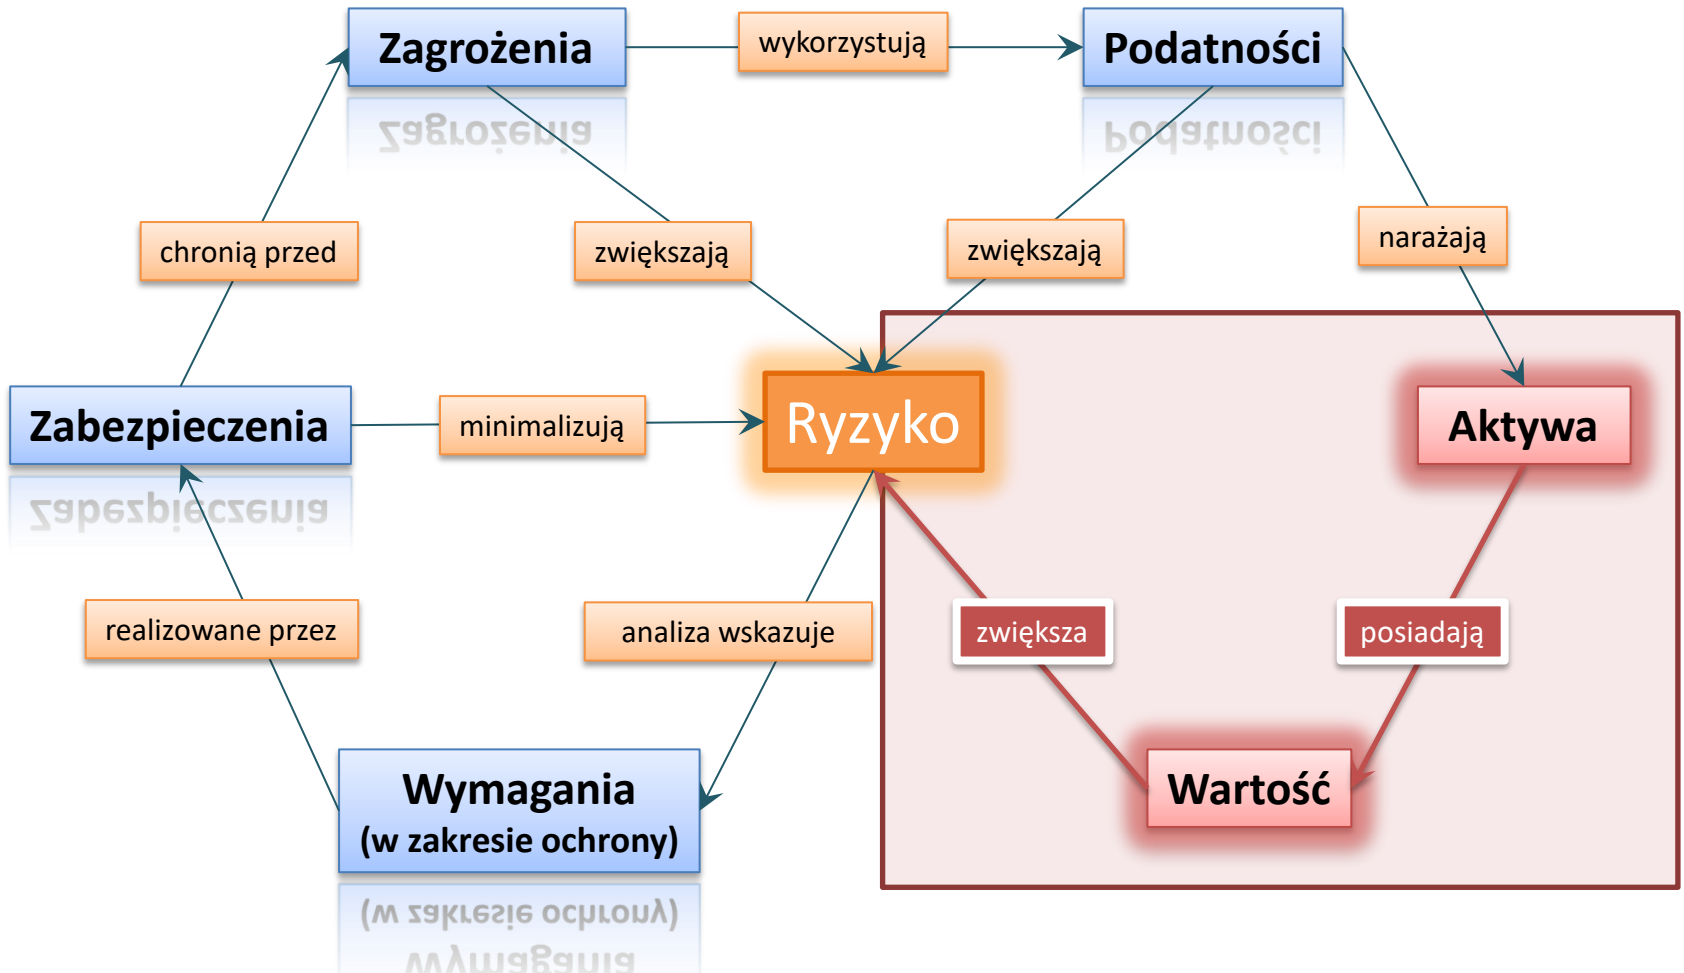 Zagrożenia
wykorzystują
Podatności
chronią przed
zwiększają
zwiększają
narażają
Zabezpieczenia
minimalizują
Ryzyko
Aktywa
realizowane przez
analiza wskazuje
zwiększa
posiadają
Wymagania
(w zakresie ochrony)
Wartość